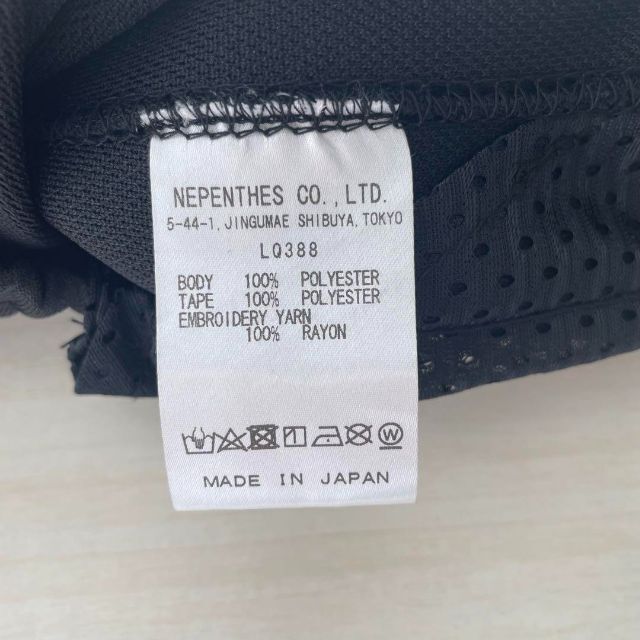 NEPENTHES CO.,LTD.
5-44-1, JINGUMAE SHIBUYA, TOKYO
LQ388
BODY 100% POLYESTER
TAPE 100% POLYESTER
EMBROIDERY YARN
100% RAYON
W
MADE IN JAPAN